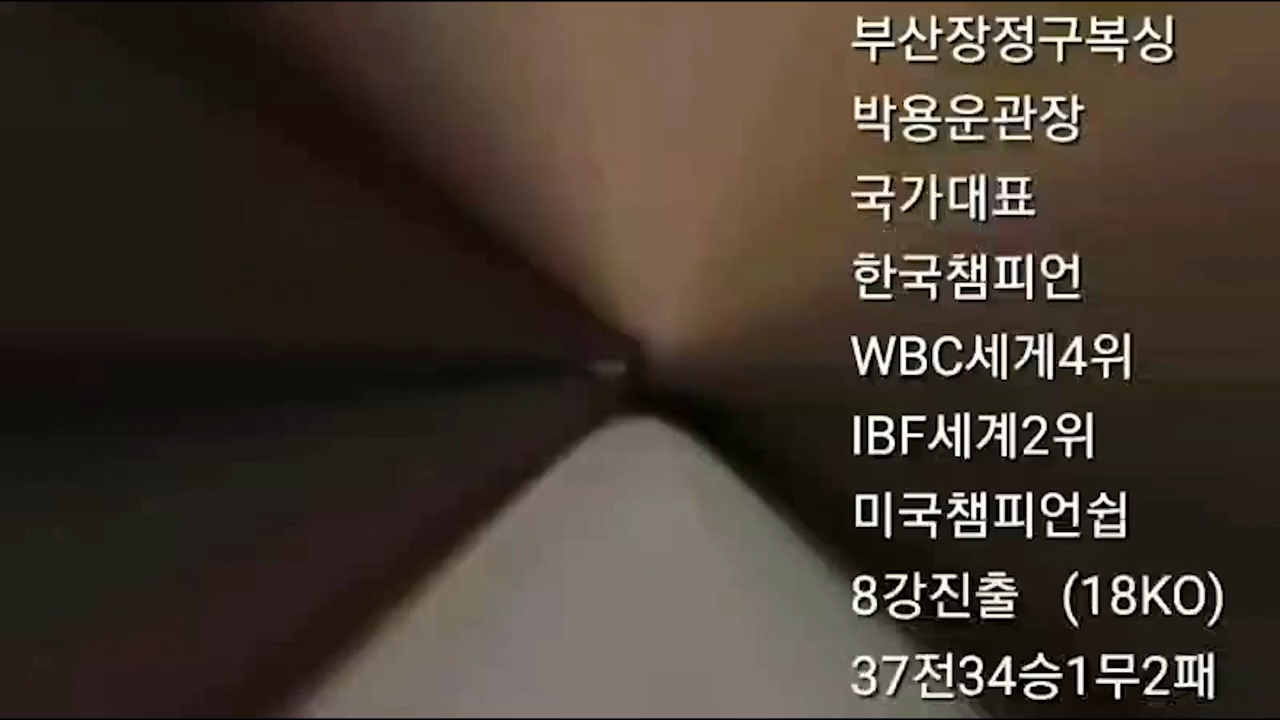 부산장정구복싱
박용운관장
국가대표
한국챔피언
WBC세게4위
IBF세계2위
미국챔피언쉽
8강진출 (18KO)
37전34승1무2패